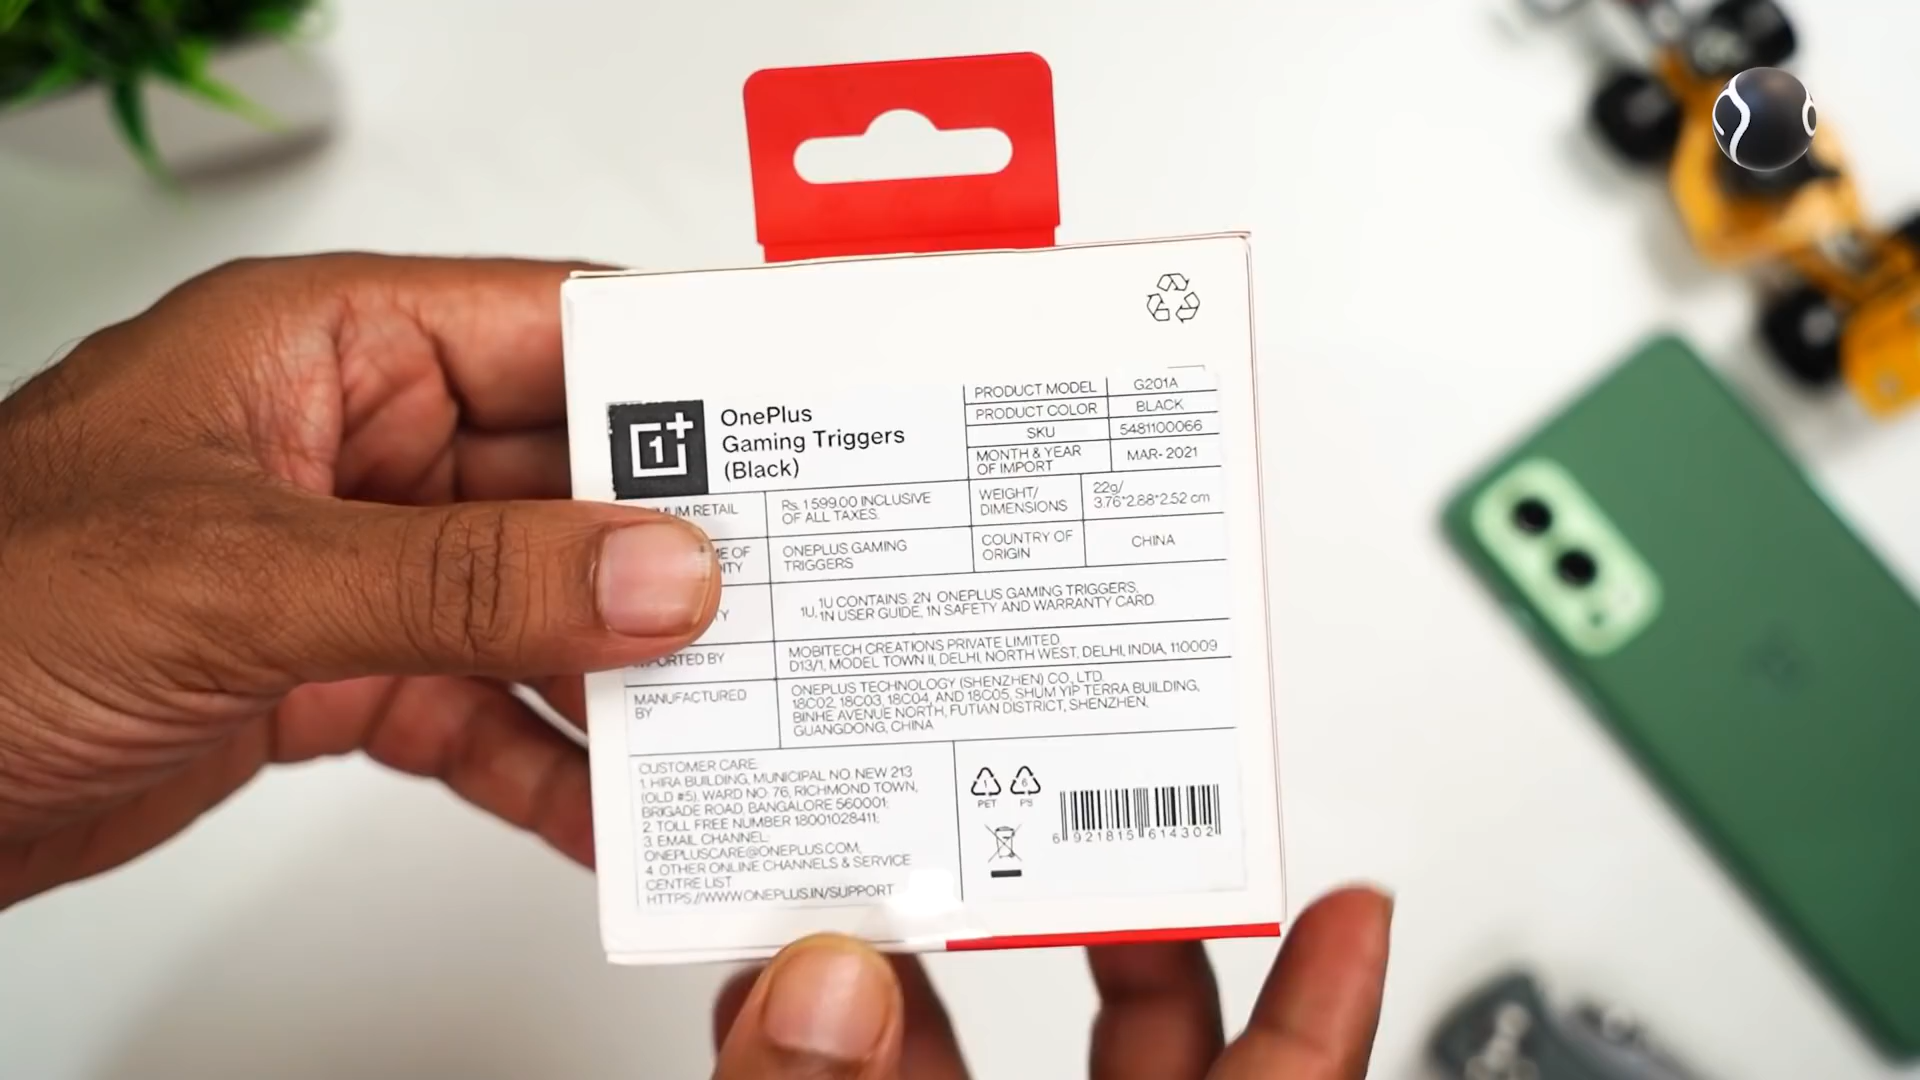 OnePlus
Gaming Triggers
(Black)
PRODUCT MODEL G201A
PRODUCT COLOR BLACK
SKU 5481100066
MONTH & YEAR
OF IMPORT
MAR- 2021
RETAIL
Rs. 1599.00 INCLUSIVE
OF ALL TAXES.
WEIGHT/
DIMENSIONS
22g/
3.76*2.88*2.52 cm
OF
ONEPLUS GAMING
TRIGGERS
COUNTRY OF
ORIGIN
CHINA
1U, 1U CONTAINS: 2N ONEPLUS GAMING TRIGGERS,
1N USER GUIDE, 1N SAFETY AND WARRANTY CARD
BY
MOBITECH CREATIONS PRIVATE LIMITED
D13/1, MODEL TOWN II, DELHI, NORTH WEST, DELHI, INDIA, 110009
MANUFACTURED
BY
ONEPLUS TECHNOLOGY (SHENZHEN) CO., LTD.
18C02, 18C03, 18C04, AND 18C05, SHUM YIP TERRA BUILDING,
BINHE AVENUE NORTH, FUTIAN DISTRICT, SHENZHEN,
GUANGDONG, CHINA
CUSTOMER CARE:
1. HIRA BUILDING, MUNICIPAL NO. NEW 213
(OLD #5), WARD NO: 76, RICHMOND TOWN,
BRIGADE ROAD, BANGALORE 560001;
2. TOLL FREE NUMBER 18001028411;
3. EMAIL CHANNEL:
ONEPLUSCARE@ONEPLUS.COM,
4. OTHER ONLINE CHANNELS & SERVICE
CENTRE LIST
HTTPS://WWW.ONEPLUS.IN/SUPPORT
1 6
PET PS
6 921815 614302